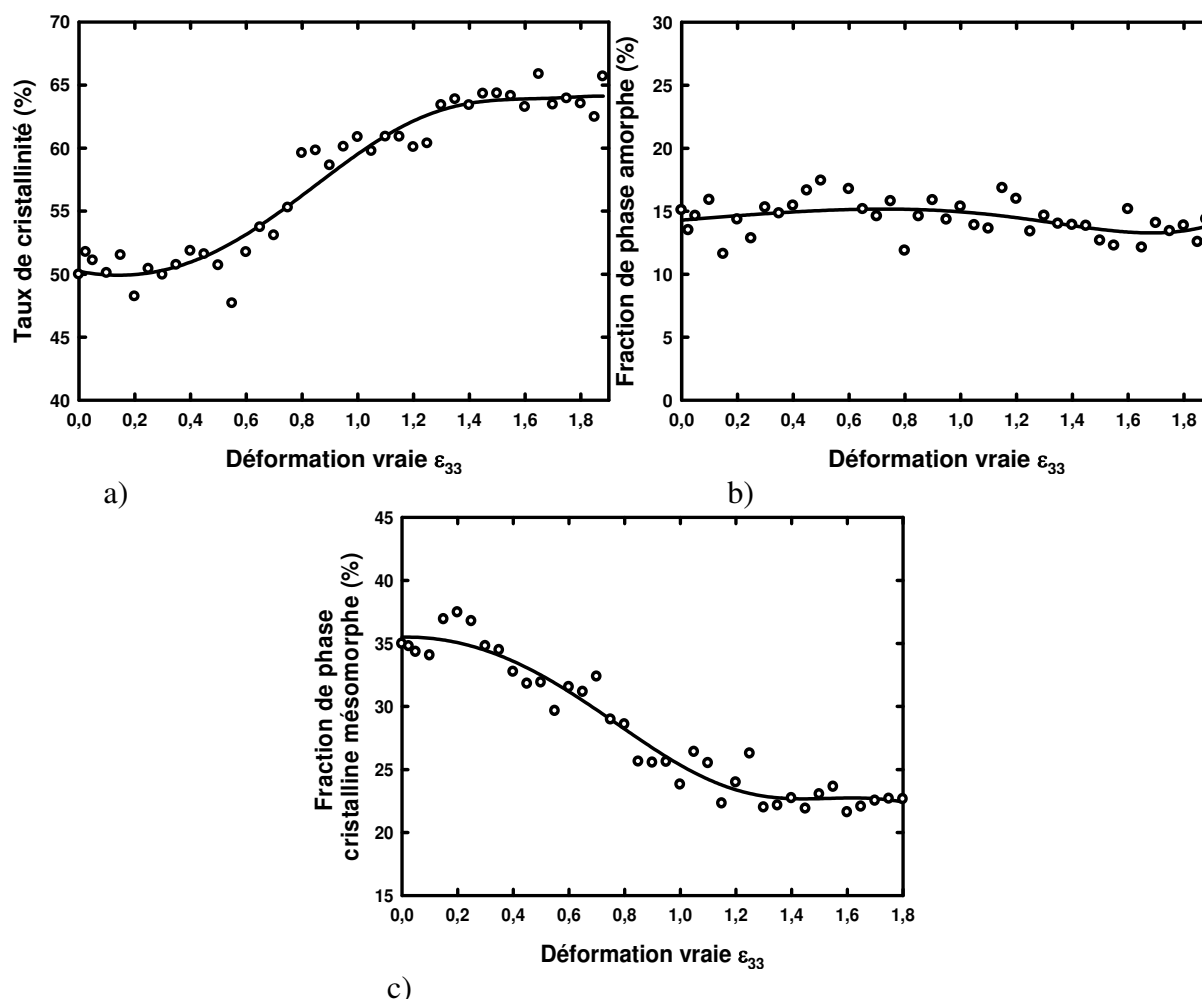 Taux de cristallinité (%)
70
65
60
55
50
45
40
0,0 0,2 0,4 0,6 0,8 1,0 1,2 1,4 1,6 1,8
Déformation vraie ε33
a)
Fraction de phase amorphe (%)
30
25
20
15
10
5
0
0,0 0,2 0,4 0,6 0,8 1,0 1,2 1,4 1,6 1,8
Déformation vraie ε33
b)
Fraction de phase
cristalline mésomorphe (%)
45
40
35
30
25
20
15
0,0 0,2 0,4 0,6 0,8 1,0 1,2 1,4 1,6 1,8
Déformation vraie ε33
c)